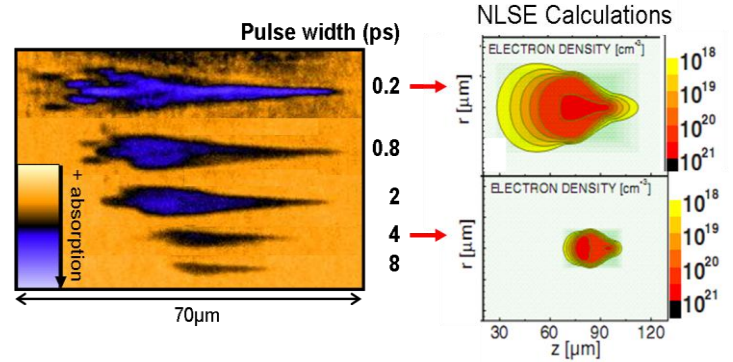 Pulse width (ps)
0.2
0.8
2
4
8
+ absorption
70µm
NLSE Calculations
ELECTRON DENSITY [cm⁻³]
r [µm]
10¹⁸
10¹⁹
10²⁰
10²¹
ELECTRON DENSITY [cm⁻³]
r [µm]
10¹⁸
10¹⁹
10²⁰
10²¹
30 60 90 120
z [µm]